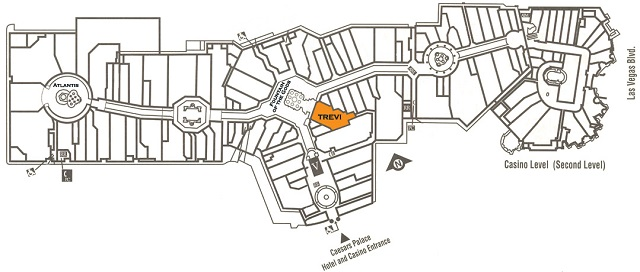 ATLANTIS
FOUNTAIN
OF THE GODS
TREVI
N
Las Vegas Blvd.
Casino Level (Second Level)
Caesars Palace
Hotel and Casino Entrance